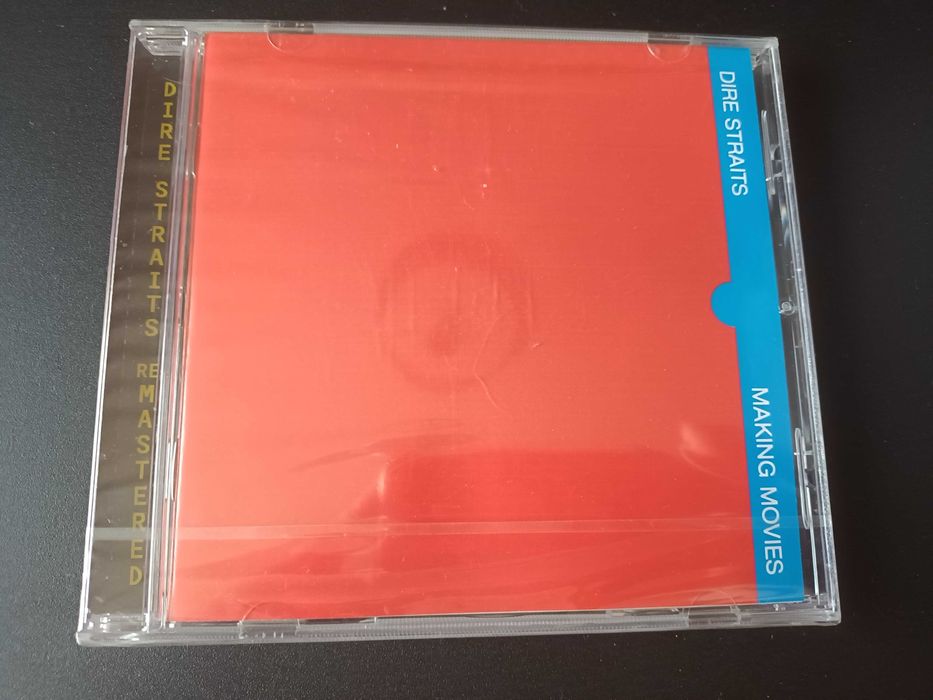 DIRE STRAITS REMASTERED
DIRE STRAITS
MAKING MOVIES